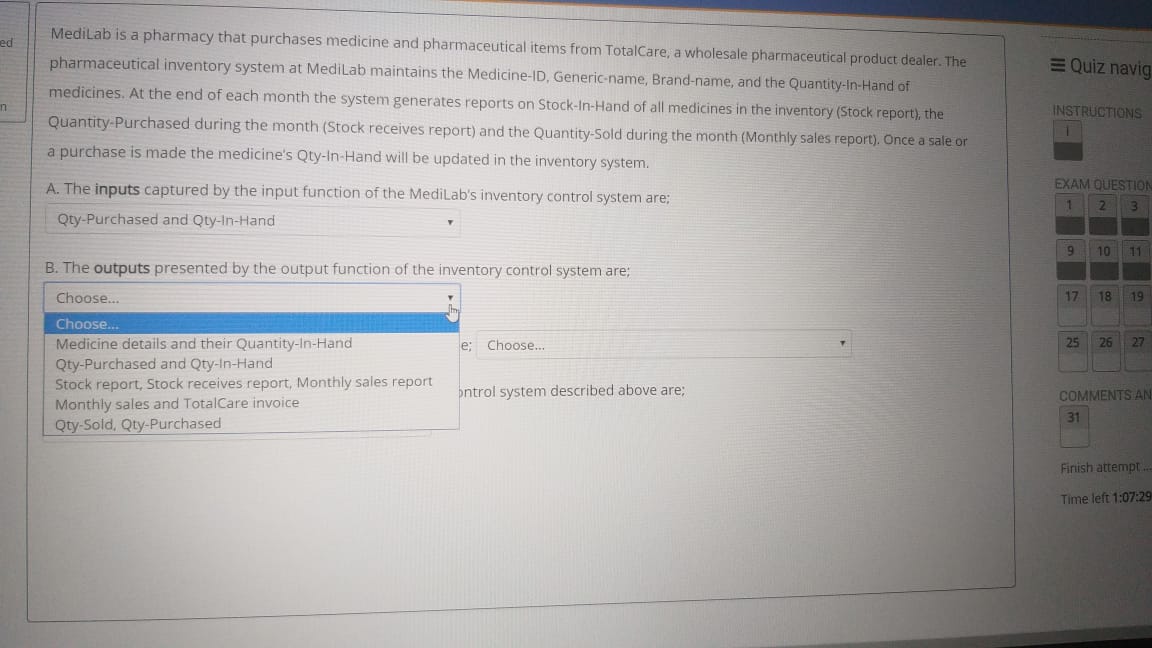 ed
n
MediLab is a pharmacy that purchases medicine and pharmaceutical items from TotalCare, a wholesale pharmaceutical product dealer. The
pharmaceutical inventory system at MediLab maintains the Medicine-ID, Generic-name, Brand-name, and the Quantity-In-Hand of
medicines. At the end of each month the system generates reports on Stock-In-Hand of all medicines in the inventory (Stock report), the
Quantity-Purchased during the month (Stock receives report) and the Quantity-Sold during the month (Monthly sales report). Once a sale or
a purchase is made the medicine's Qty-In-Hand will be updated in the inventory system.
A. The inputs captured by the input function of the MediLab's inventory control system are;
Qty-Purchased and Qty-In-Hand
B. The outputs presented by the output function of the inventory control system are;
Choose...
Choose...
Medicine details and their Quantity-In-Hand
Qty-Purchased and Qty-In-Hand
Stock report, Stock receives report, Monthly sales report
Monthly sales and TotalCare invoice
Qty-Sold, Qty-Purchased
e; Choose...
ontrol system described above are;
Quiz navig
INSTRUCTIONS
i
EXAM QUESTION
1 2 3
9 10 11
17 18 19
25 26 27
COMMENTS AN
31
Finish attempt ...
Time left 1:07:29